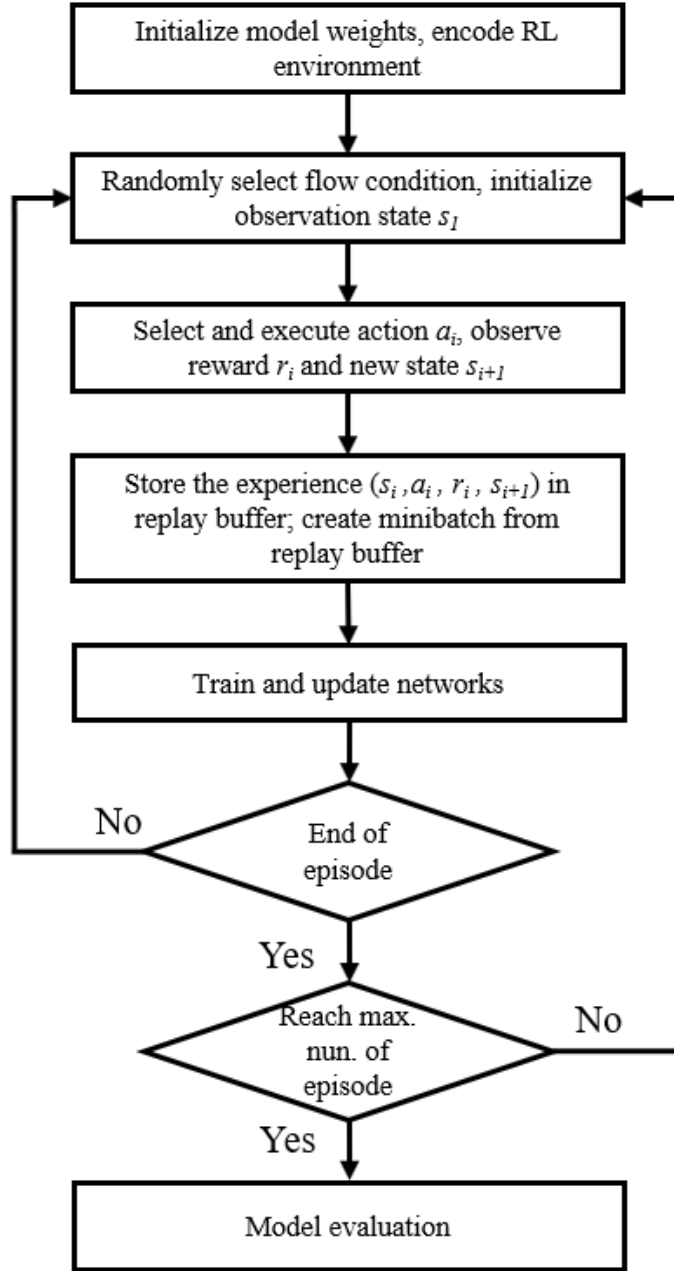 Initialize model weights, encode RL
environment
Randomly select flow condition, initialize
observation state s₁
Select and execute action aᵢ, observe
reward rᵢ and new state sᵢ₊₁
Store the experience (sᵢ ,aᵢ , rᵢ , sᵢ₊₁) in
replay buffer; create minibatch from
replay buffer
Train and update networks
No
End of
episode
Yes
Reach max.
nun. of
episode
No
Yes
Model evaluation